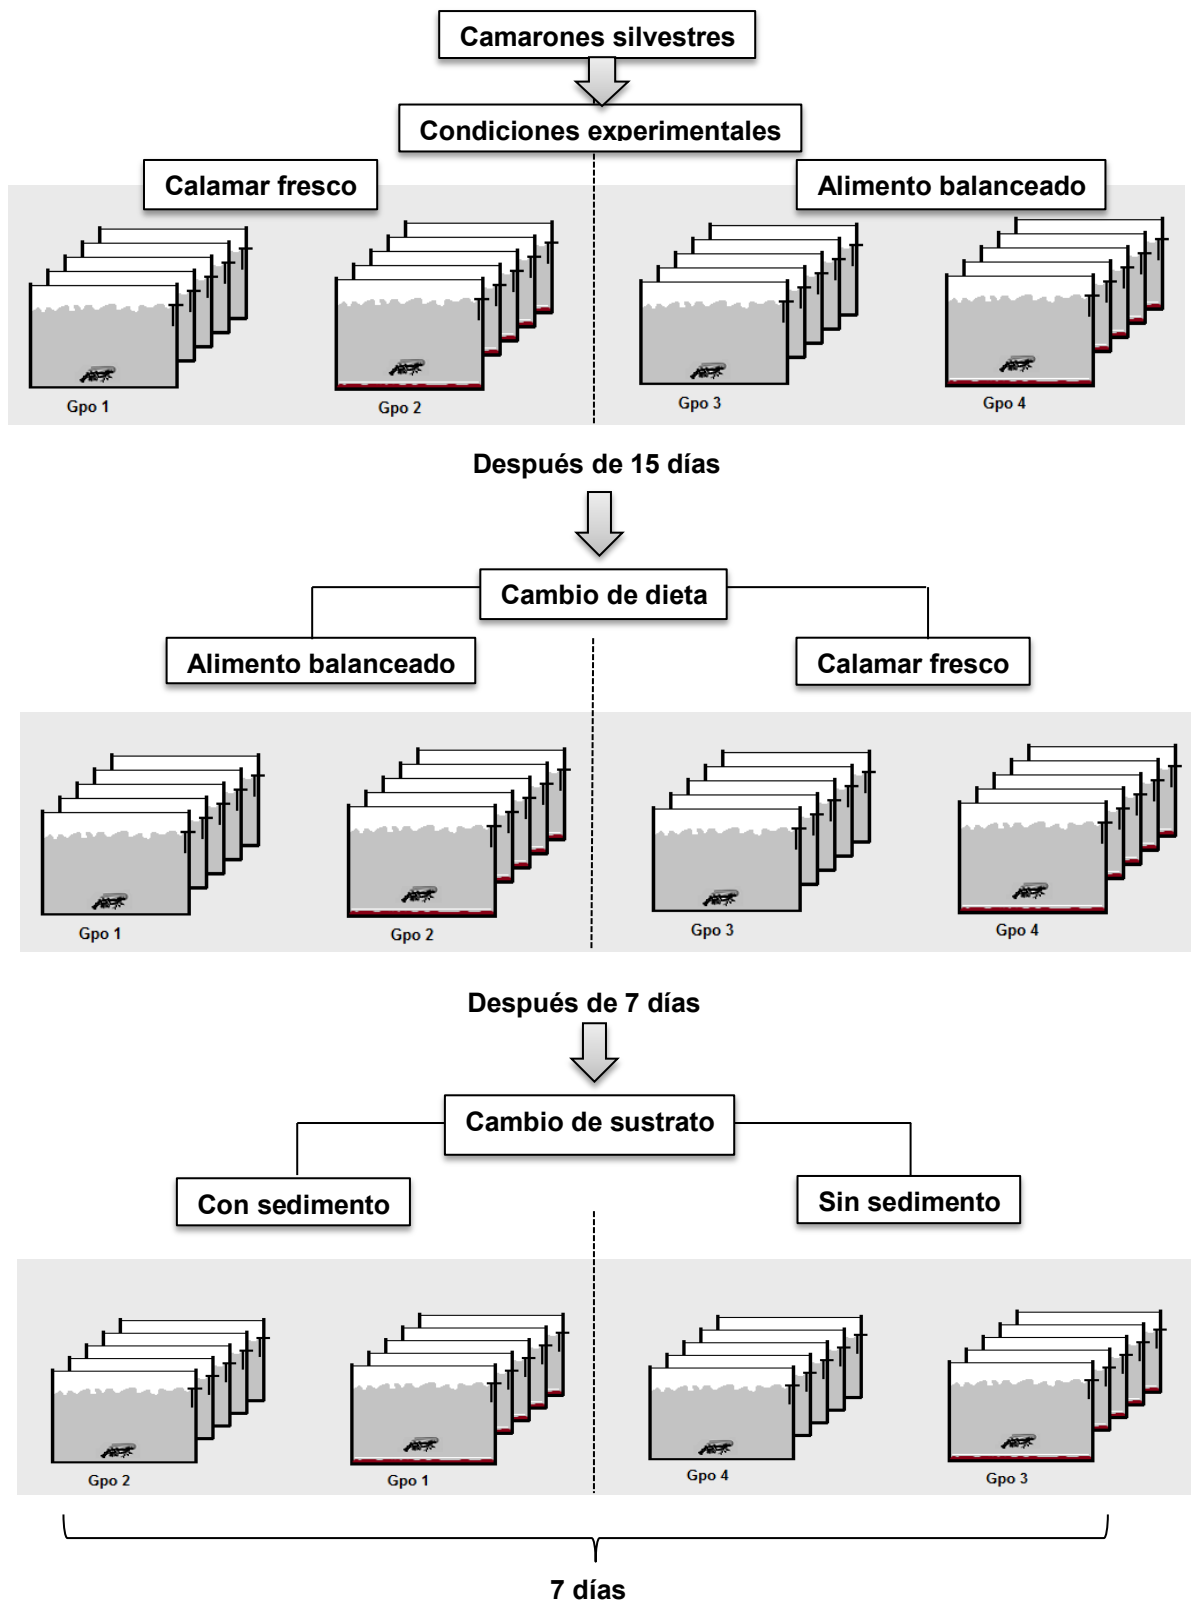 Camarones silvestres
Condiciones experimentales
Calamar fresco
Alimento balanceado
Gpo 1
Gpo 2
Gpo 3
Gpo 4
Después de 15 días
Cambio de dieta
Alimento balanceado
Calamar fresco
Gpo 1
Gpo 2
Gpo 3
Gpo 4
Después de 7 días
Cambio de sustrato
Con sedimento
Sin sedimento
Gpo 2
Gpo 1
Gpo 4
Gpo 3
7 días